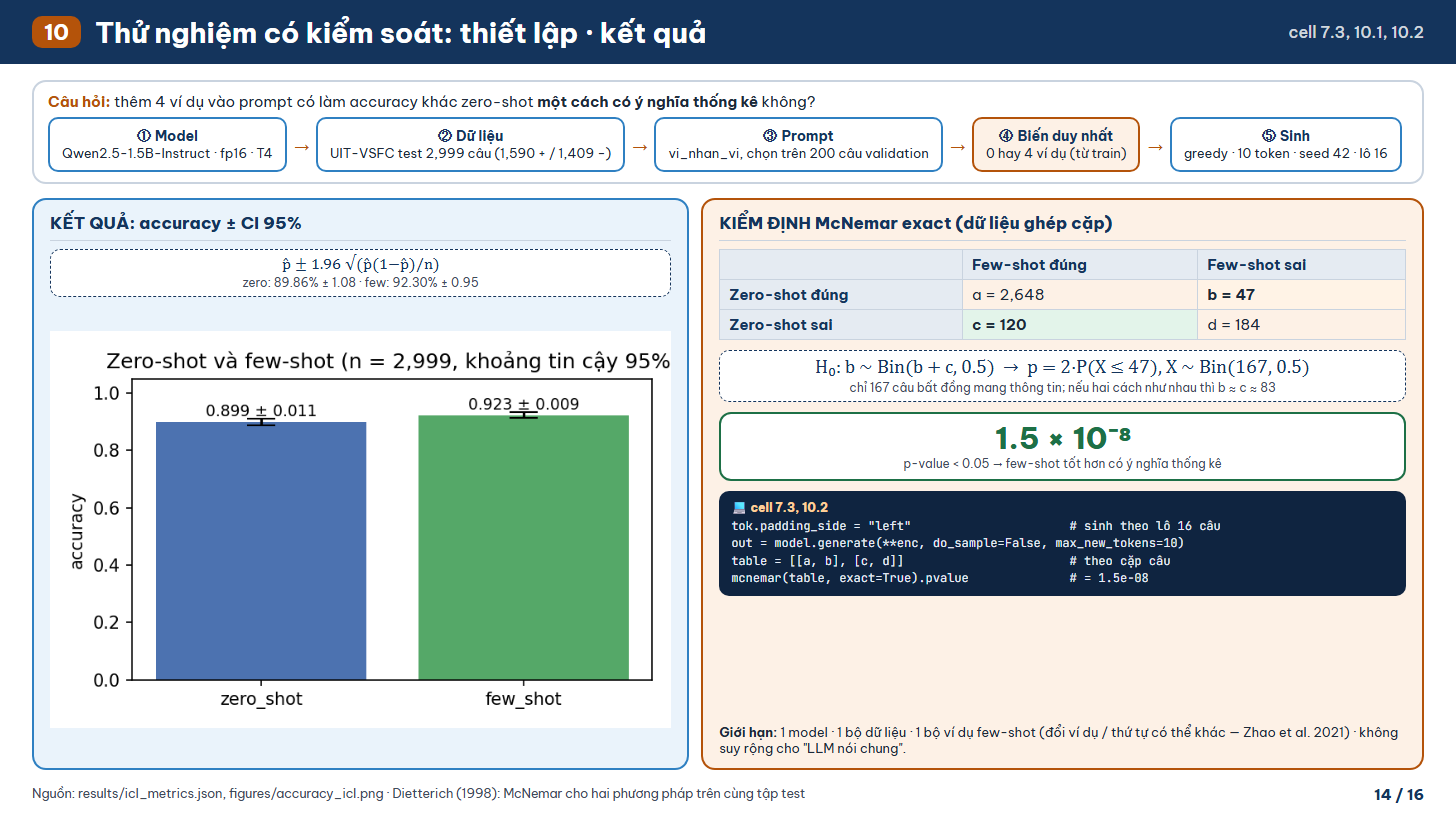 10
Thử nghiệm có kiểm soát: thiết lập · kết quả
cell 7.3, 10.1, 10.2
Câu hỏi: thêm 4 ví dụ vào prompt có làm accuracy khác zero-shot một cách có ý nghĩa thống kê không?
① Model
Qwen2.5-1.5B-Instruct · fp16 · T4
→
② Dữ liệu
UIT-VSFC test 2,999 câu (1,590 + / 1,409 −)
→
③ Prompt
vi_nhan_vi, chọn trên 200 câu validation
→
④ Biến duy nhất
0 hay 4 ví dụ (từ train)
→
⑤ Sinh
greedy · 10 token · seed 42 · lô 16
KẾT QUẢ: accuracy ± CI 95%
p̂ ± 1.96 √(p̂(1−p̂)/n)
zero: 89.86% ± 1.08 · few: 92.30% ± 0.95
Zero-shot và few-shot (n = 2,999, khoảng tin cậy 95%
0.899 ± 0.011
0.923 ± 0.009
1.0
0.8
0.6
0.4
0.2
0.0
accuracy
zero_shot
few_shot
KIỂM ĐỊNH McNemar exact (dữ liệu ghép cặp)
Few-shot đúng
Few-shot sai
Zero-shot đúng
a = 2,648
b = 47
Zero-shot sai
c = 120
d = 184
H₀: b ~ Bin(b + c, 0.5) → p = 2·P(X ≤ 47), X ~ Bin(167, 0.5)
chỉ 167 câu bất đồng mang thông tin; nếu hai cách như nhau thì b ≈ c ≈ 83
1.5 × 10⁻⁸
p-value < 0.05 → few-shot tốt hơn có ý nghĩa thống kê
💻 cell 7.3, 10.2
tok.padding_side = "left" # sinh theo lô 16 câu
out = model.generate(**enc, do_sample=False, max_new_tokens=10)
table = [[a, b], [c, d]] # theo cặp câu
mcnemar(table, exact=True).pvalue # = 1.5e-08
Giới hạn: 1 model · 1 bộ dữ liệu · 1 bộ ví dụ few-shot (đổi ví dụ / thứ tự có thể khác — Zhao et al. 2021) · không
suy rộng cho "LLM nói chung".
Nguồn: results/icl_metrics.json, figures/accuracy_icl.png · Dietterich (1998): McNemar cho hai phương pháp trên cùng tập test
14 / 16